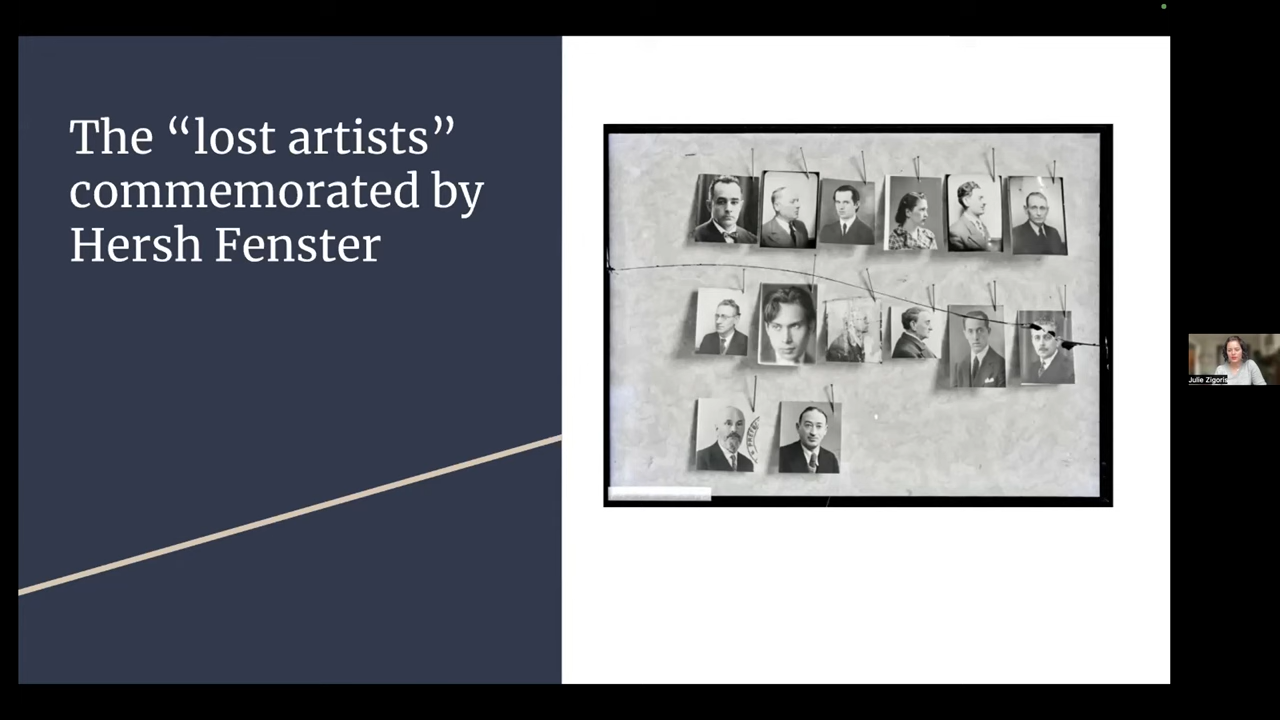 The “lost artists”
commemorated by
Hersh Fenster
Julie Zigoris